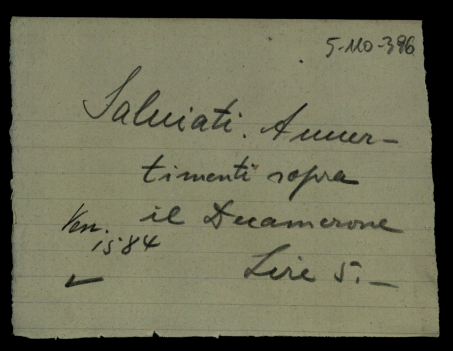 5-110-396
Salviati. Avver-
timenti sopra
il Decamerone
Ven.
1584
Lire 5.-